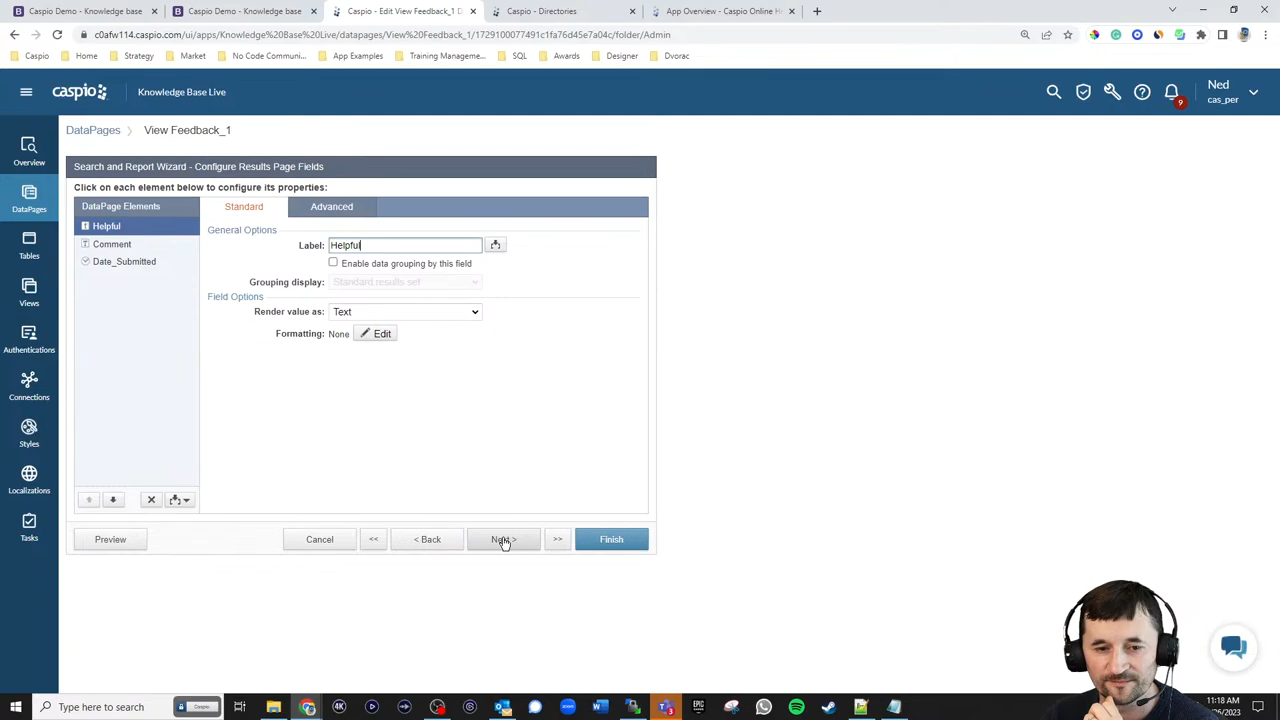 Caspio Demo - Knowledge base
Caspio Demo - Knowledge base
Caspio - Edit View Feedback_1 D
Caspio - Directories
App Overview - Caspio Online H
c0afw114.caspio.com/ui/apps/Knowledge%20Base%20Live/datapages/View%20Feedback_1/1729100077491c1fa76d45e7a04c/folder/Admin
Caspio
Home
Strategy
Market
No Code Communi...
App Examples
Training Manageme...
SQL
Awards
Designer
Dvorac
caspio
Knowledge Base Live
9
Ned
cas_per
Overview
DataPages
Tables
Views
Authentications
Connections
Styles
Localizations
Tasks
DataPages
View Feedback_1
Search and Report Wizard - Configure Results Page Fields
Click on each element below to configure its properties:
DataPage Elements
Standard
Advanced
Helpful
Comment
Date_Submitted
General Options
Label: Helpful
Enable data grouping by this field
Grouping display: Standard results set
Field Options
Render value as: Text
Formatting: None Edit
Preview
Cancel
<<
< Back
Next >
>>
Finish
Type here to search
Caspio
11:18 AM